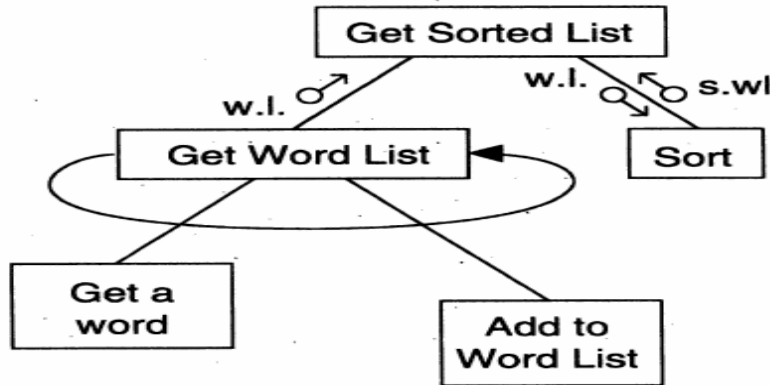 Get Sorted List
w.l.
w.l.
s.wl
Get Word List
Sort
Get a
word
Add to
Word List